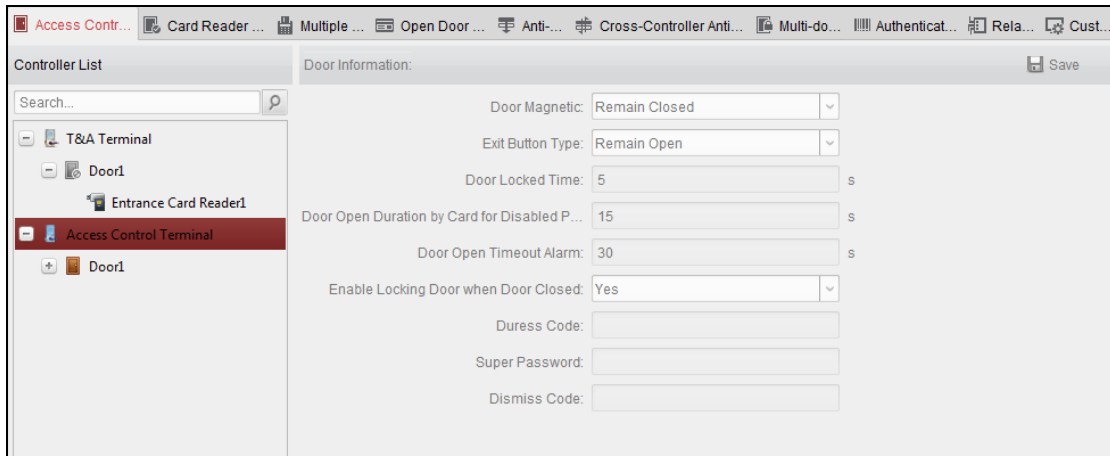 Access Contr... Card Reader ... Multiple ... Open Door ... Anti-... Cross-Controller Anti... Multi-do... Authenticat... Rela... Cust...
Controller List
Door Information:
Save
Search...
T&A Terminal
Door1
Entrance Card Reader1
Access Control Terminal
Door1
Door Magnetic: Remain Closed
Exit Button Type: Remain Open
Door Locked Time: 5 s
Door Open Duration by Card for Disabled P... 15 s
Door Open Timeout Alarm: 30 s
Enable Locking Door when Door Closed: Yes
Duress Code:
Super Password:
Dismiss Code: